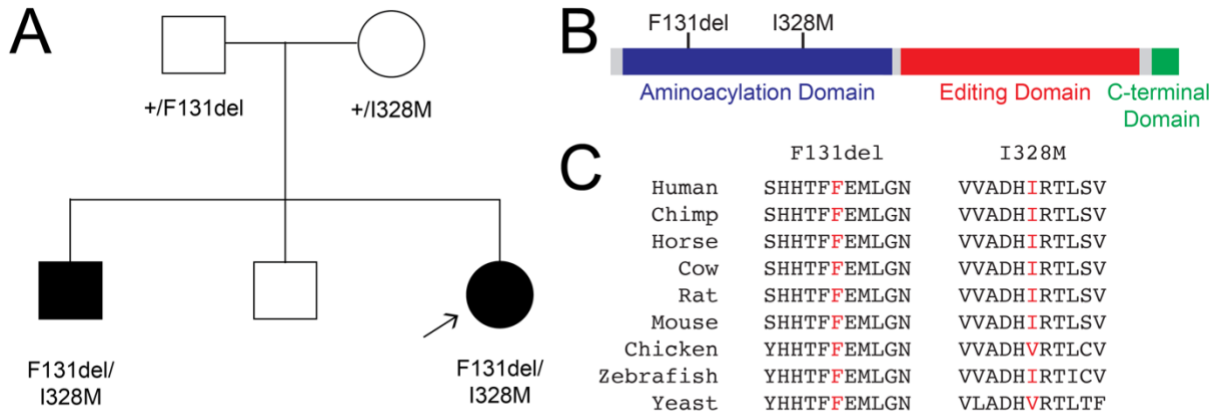 A
+/F131del
+/I328M
F131del/
I328M
F131del/
I328M
B
F131del
I328M
Aminoacylation Domain
Editing Domain
C-terminal
Domain
C
F131del I328M
Human SHHTFFEMLGN VVADHIRTLSV
Chimp SHHTFFEMLGN VVADHIRTLSV
Horse SHHTFFEMLGN VVADHIRTLSV
Cow SHHTFFEMLGN VVADHIRTLSV
Rat SHHTFFEMLGN VVADHIRTLSV
Mouse SHHTFFEMLGN VVADHIRTLSV
Chicken YHHTFFEMLGN VVADHVRTLCV
Zebrafish YHHTFFEMLGN VVADHIRTICV
Yeast YHHTFFEMLGN VLADHVRTLTF